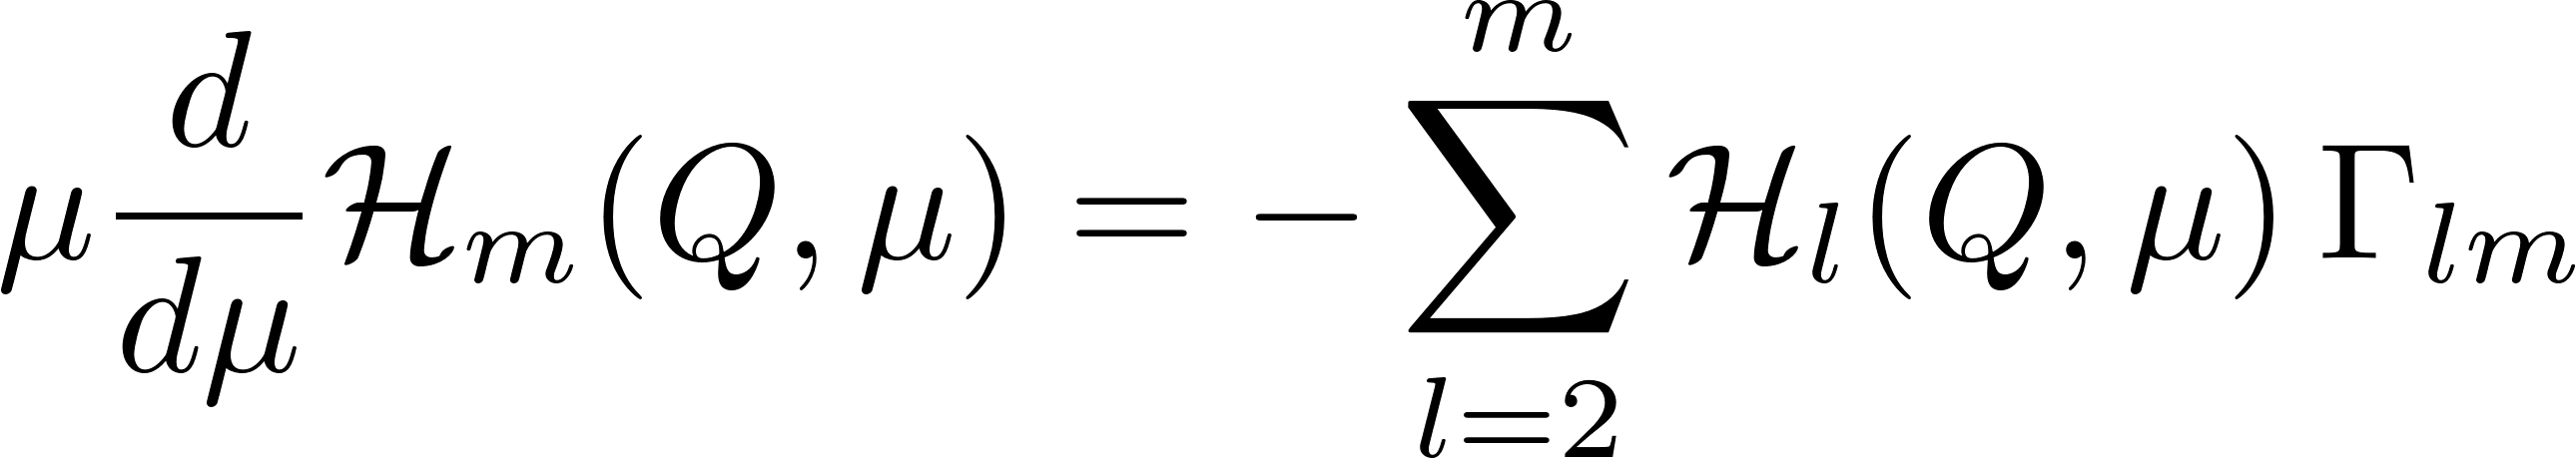 $$\mu \frac{d}{d\mu} \mathcal{H}_m(Q,\mu) = -\sum_{l=2}^{m} \mathcal{H}_l(Q,\mu)\, \Gamma_{lm}$$